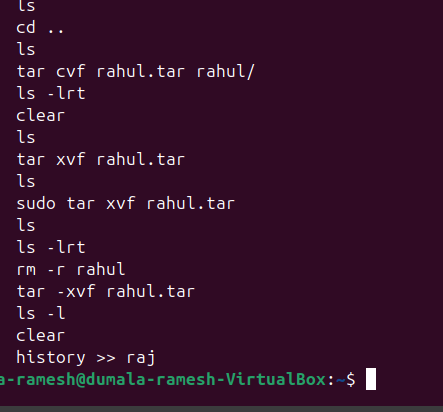 ls
cd ..
ls
tar cvf rahul.tar rahul/
ls -lrt
clear
ls
tar xvf rahul.tar
ls
sudo tar xvf rahul.tar
ls
ls -lrt
rm -r rahul
tar -xvf rahul.tar
ls -l
clear
history >> raj
a-ramesh@dumala-ramesh-VirtualBox:~$